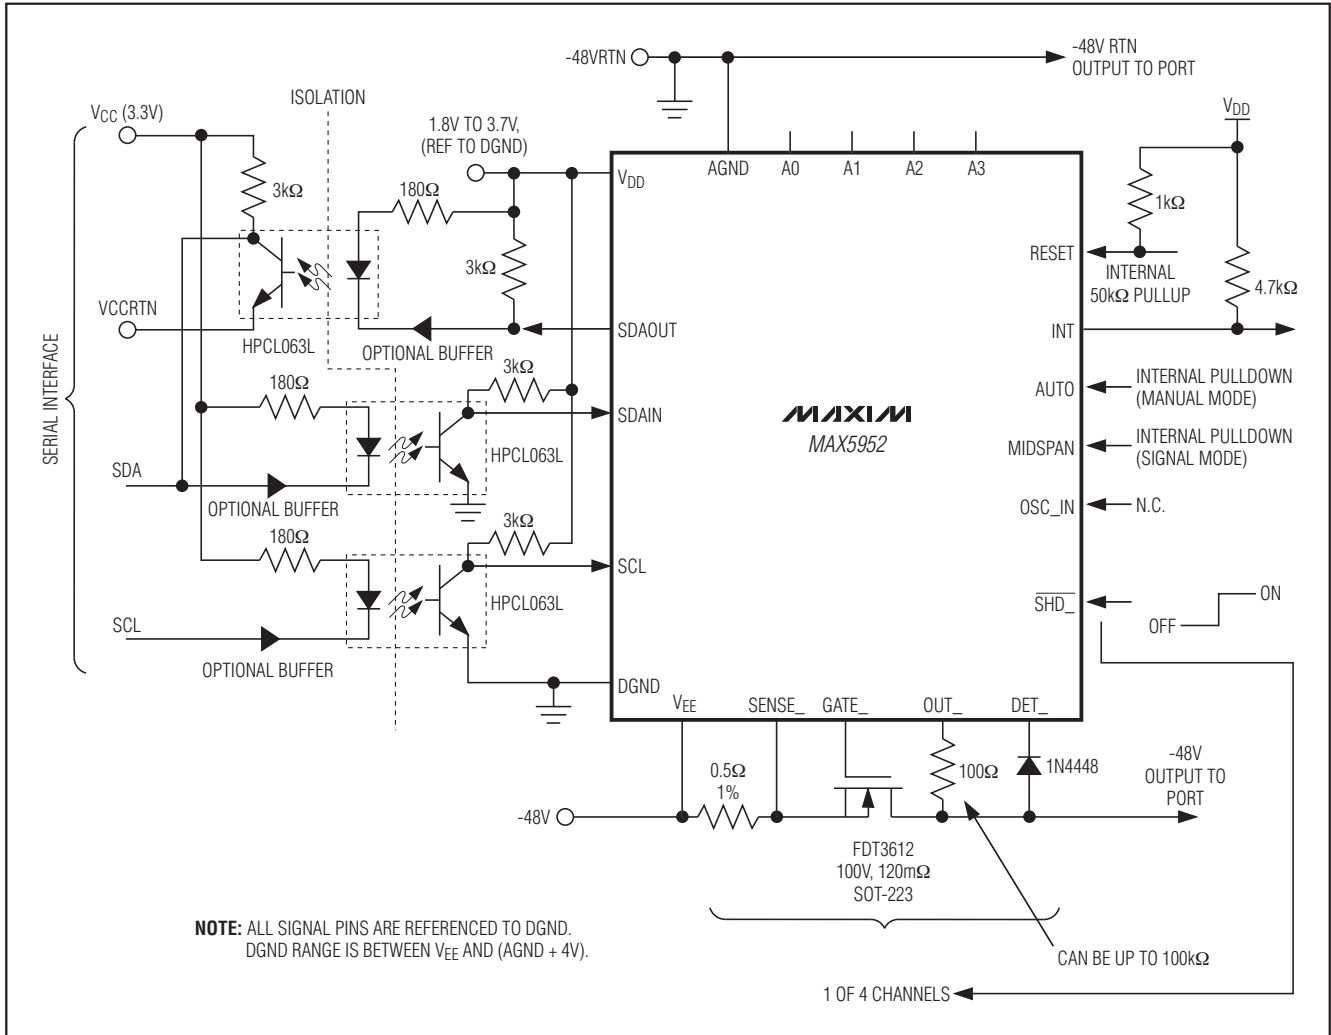 -48VRTN
-48V RTN
OUTPUT TO PORT
ISOLATION
VCC (3.3V)
1.8V TO 3.7V,
(REF TO DGND)
VDD
3kΩ
180Ω
3kΩ
VCCRTN
HPCL063L
OPTIONAL BUFFER
SERIAL INTERFACE
180Ω
3kΩ
HPCL063L
SDA
OPTIONAL BUFFER
180Ω
3kΩ
HPCL063L
SCL
OPTIONAL BUFFER
AGND
A0
A1
A2
A3
VDD
SDAOUT
SDAIN
SCL
DGND
MAXIM
MAX5952
RESET
INT
AUTO
MIDSPAN
OSC_IN
SHD_
VEE
SENSE_
GATE_
OUT_
DET_
1kΩ
INTERNAL
50kΩ PULLUP
4.7kΩ
INTERNAL PULLDOWN
(MANUAL MODE)
INTERNAL PULLDOWN
(SIGNAL MODE)
N.C.
ON
OFF
-48V
0.5Ω
1%
100Ω
1N4448
-48V
OUTPUT TO
PORT
FDT3612
100V, 120mΩ
SOT-223
CAN BE UP TO 100kΩ
1 OF 4 CHANNELS
NOTE: ALL SIGNAL PINS ARE REFERENCED TO DGND.
DGND RANGE IS BETWEEN VEE AND (AGND + 4V).